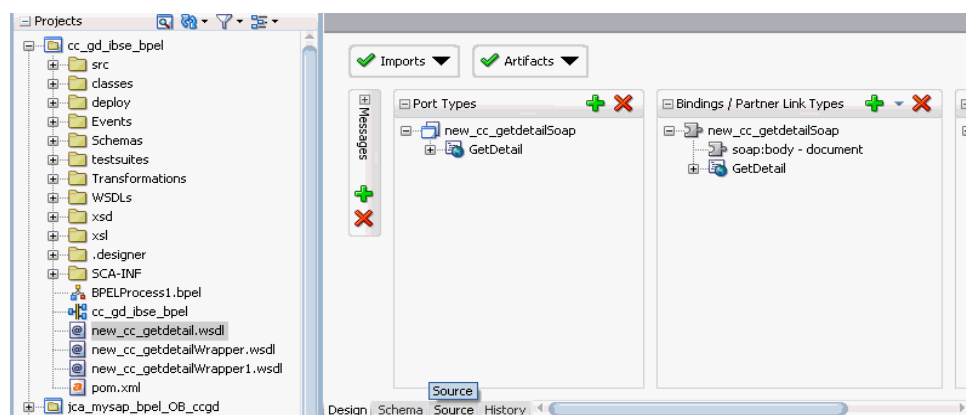 Projects
cc_gd_ibse_bpel
src
classes
deploy
Events
Schemas
testsuites
Transformations
WSDLs
xsd
xsl
.designer
SCA-INF
BPELProcess1.bpel
cc_gd_ibse_bpel
new_cc_getdetail.wsdl
new_cc_getdetailWrapper.wsdl
new_cc_getdetailWrapper1.wsdl
pom.xml
jca_mysap_bpel_OB_ccgd
Imports Artifacts
Messages
Port Types
new_cc_getdetailSoap
GetDetail
Bindings / Partner Link Types
new_cc_getdetailSoap
soap:body - document
GetDetail
Source
Design Schema Source History